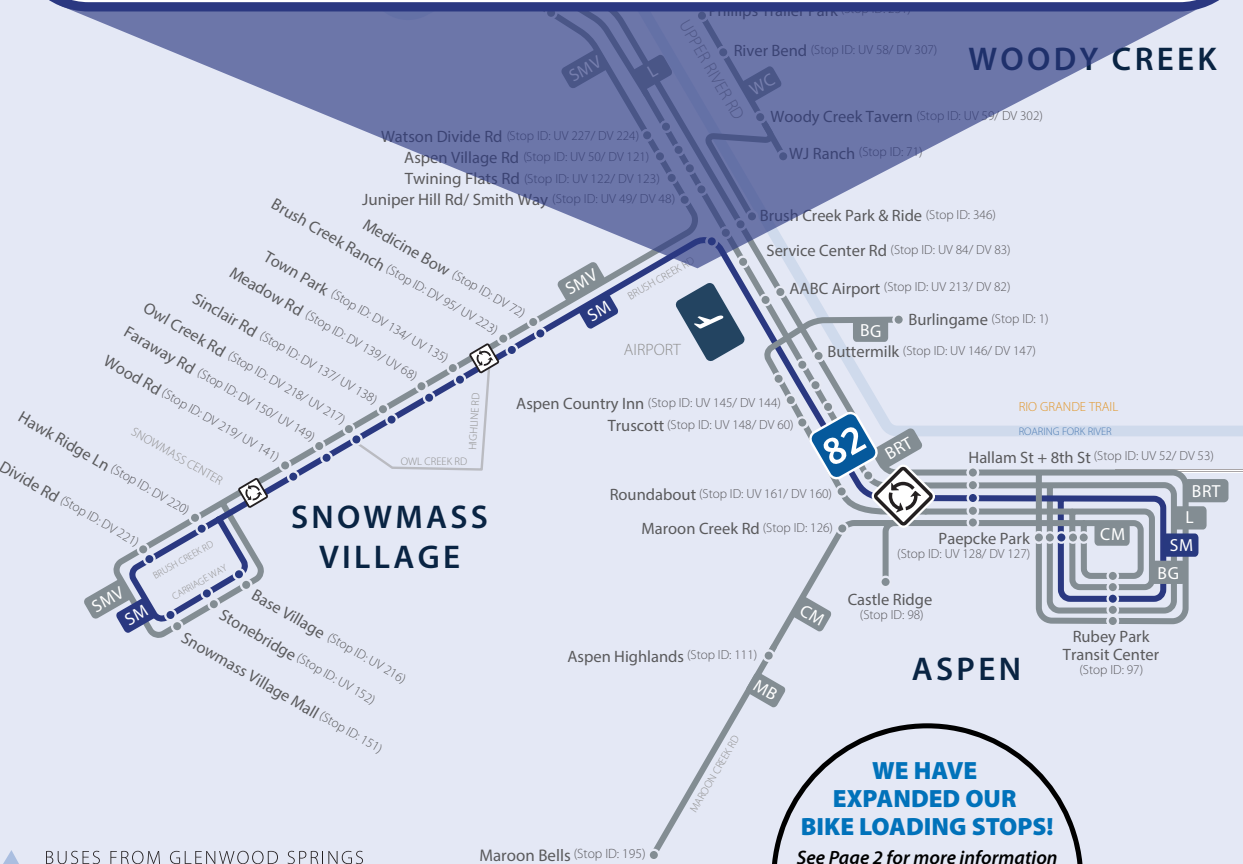 Phillips Trailer Park
UPPER RIVER RD
River Bend (Stop ID: UV 58/ DV 307)
WOODY CREEK
SMV
L
WC
Woody Creek Tavern (Stop ID: UV 59/ DV 302)
WJ Ranch (Stop ID: 71)
Watson Divide Rd (Stop ID: UV 227/ DV 224)
Aspen Village Rd (Stop ID: UV 50/ DV 121)
Twining Flats Rd (Stop ID: UV 122/ DV 123)
Juniper Hill Rd/ Smith Way (Stop ID: UV 49/ DV 48)
Brush Creek Park & Ride (Stop ID: 346)
Service Center Rd (Stop ID: UV 84/ DV 83)
AABC Airport (Stop ID: UV 213/ DV 82)
Burlingame (Stop ID: 1)
BG
Buttermilk (Stop ID: UV 146/ DV 147)
Medicine Bow (Stop ID: DV 72)
Brush Creek Ranch (Stop ID: DV 95/ UV 223)
Town Park (Stop ID: DV 134/ UV 135)
Meadow Rd (Stop ID: DV 139/ UV 68)
Sinclair Rd (Stop ID: DV 137/ UV 138)
Owl Creek Rd (Stop ID: DV 218/ UV 217)
Faraway Rd (Stop ID: DV 150/ UV 149)
Wood Rd (Stop ID: DV 219/ UV 141)
Hawk Ridge Ln (Stop ID: DV 220)
Divide Rd (Stop ID: DV 221)
SMV
SM
BRUSH CREEK RD
AIRPORT
HIGHLINE RD
OWL CREEK RD
SNOWMASS CENTER
Aspen Country Inn (Stop ID: UV 145/ DV 144)
Truscott (Stop ID: UV 148/ DV 60)
82
BRT
RIO GRANDE TRAIL
ROARING FORK RIVER
Hallam St + 8th St (Stop ID: UV 52/ DV 53)
Roundabout (Stop ID: UV 161/ DV 160)
Maroon Creek Rd (Stop ID: 126)
Paepcke Park
(Stop ID: UV 128/ DV 127)
CM
BRT
L
SM
BG
SNOWMASS
VILLAGE
BRUSH CREEK RD
CARRIAGE WAY
SMV
SM
Base Village (Stop ID: UV 216)
Stonebridge (Stop ID: UV 152)
Snowmass Village Mall (Stop ID: 151)
Castle Ridge
(Stop ID: 98)
CM
Rubey Park
Transit Center
(Stop ID: 97)
Aspen Highlands (Stop ID: 111)
MB
ASPEN
MAROON CREEK RD
Maroon Bells (Stop ID: 195)
WE HAVE
EXPANDED OUR
BIKE LOADING STOPS!
See Page 2 for more information
BUSES FROM GLENWOOD SPRINGS